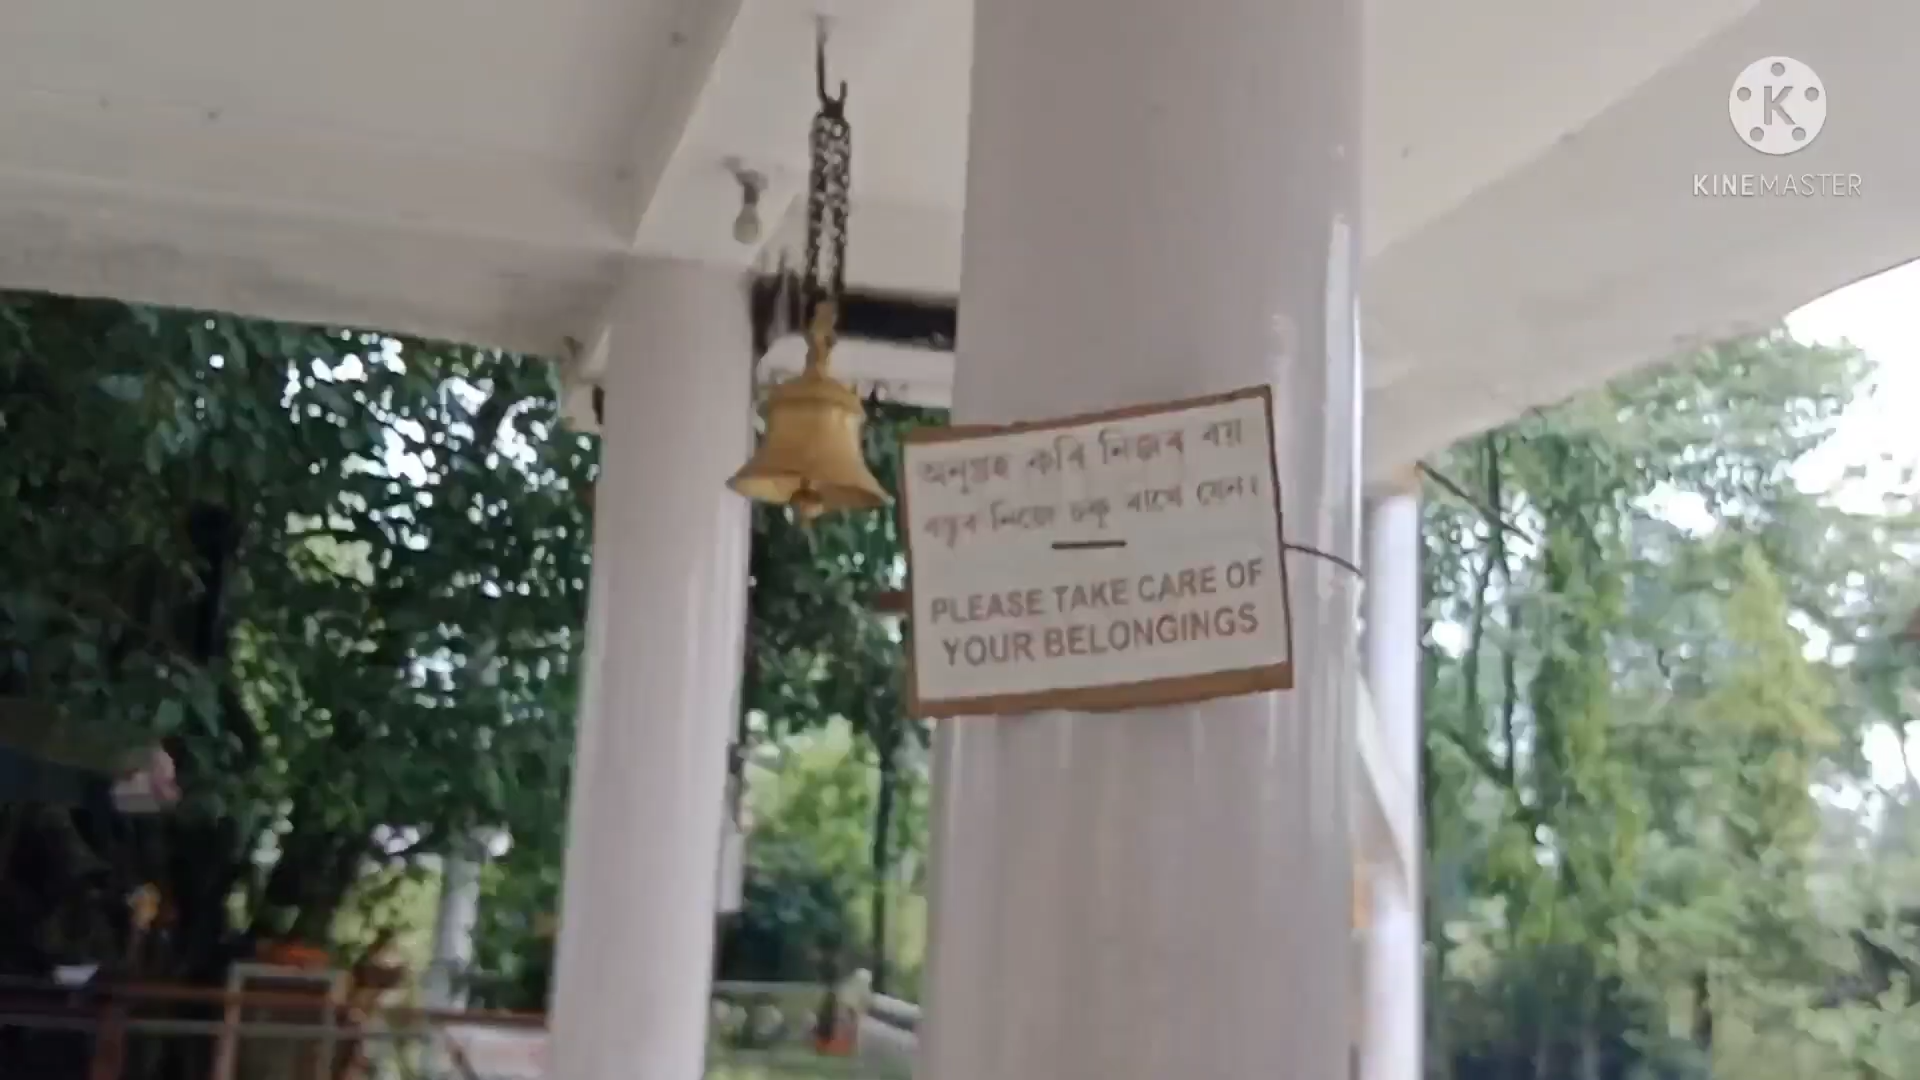 অনুগ্ৰহ কৰি নিজৰ বয়
বস্তুৰ নিজে চকু ৰাখে যেন।
PLEASE TAKE CARE OF
YOUR BELONGINGS
K
KINEMASTER